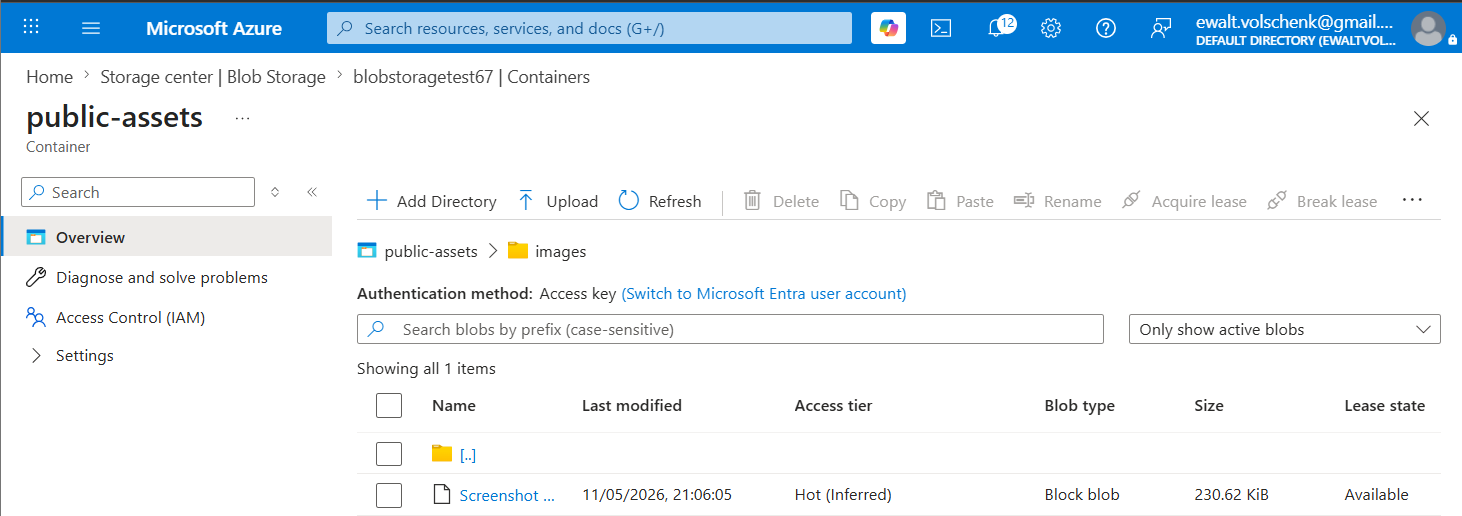 Microsoft Azure
Search resources, services, and docs (G+/)
12
ewalt.volschenk@gmail....
DEFAULT DIRECTORY (EWALTVOL...
Home > Storage center | Blob Storage > blobstoragetest67 | Containers
public-assets ...
Container
Search
Add Directory Upload Refresh Delete Copy Paste Rename Acquire lease Break lease ...
Overview
Diagnose and solve problems
Access Control (IAM)
Settings
public-assets > images
Authentication method: Access key (Switch to Microsoft Entra user account)
Search blobs by prefix (case-sensitive)
Only show active blobs
Showing all 1 items
Name Last modified Access tier Blob type Size Lease state
[..]
Screenshot ... 11/05/2026, 21:06:05 Hot (Inferred) Block blob 230.62 KiB Available